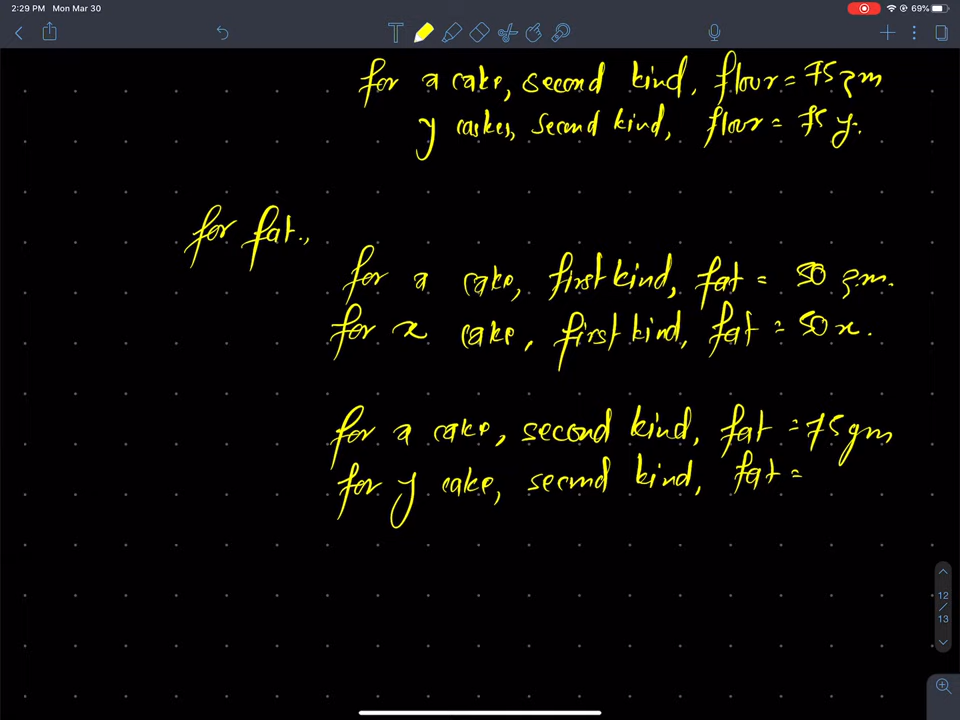 2:29 PM Mon Mar 30
69%
for a cake, second kind, flour = 75 gm
y caskes, second kind, flour = 75 y.
for fat.,
for a cake, first kind, fat = 50 gm.
for x cake, first kind, fat = 50x.
for a cake, second kind, fat = 75 gm
for y cake, second kind, fat =
12
/
13